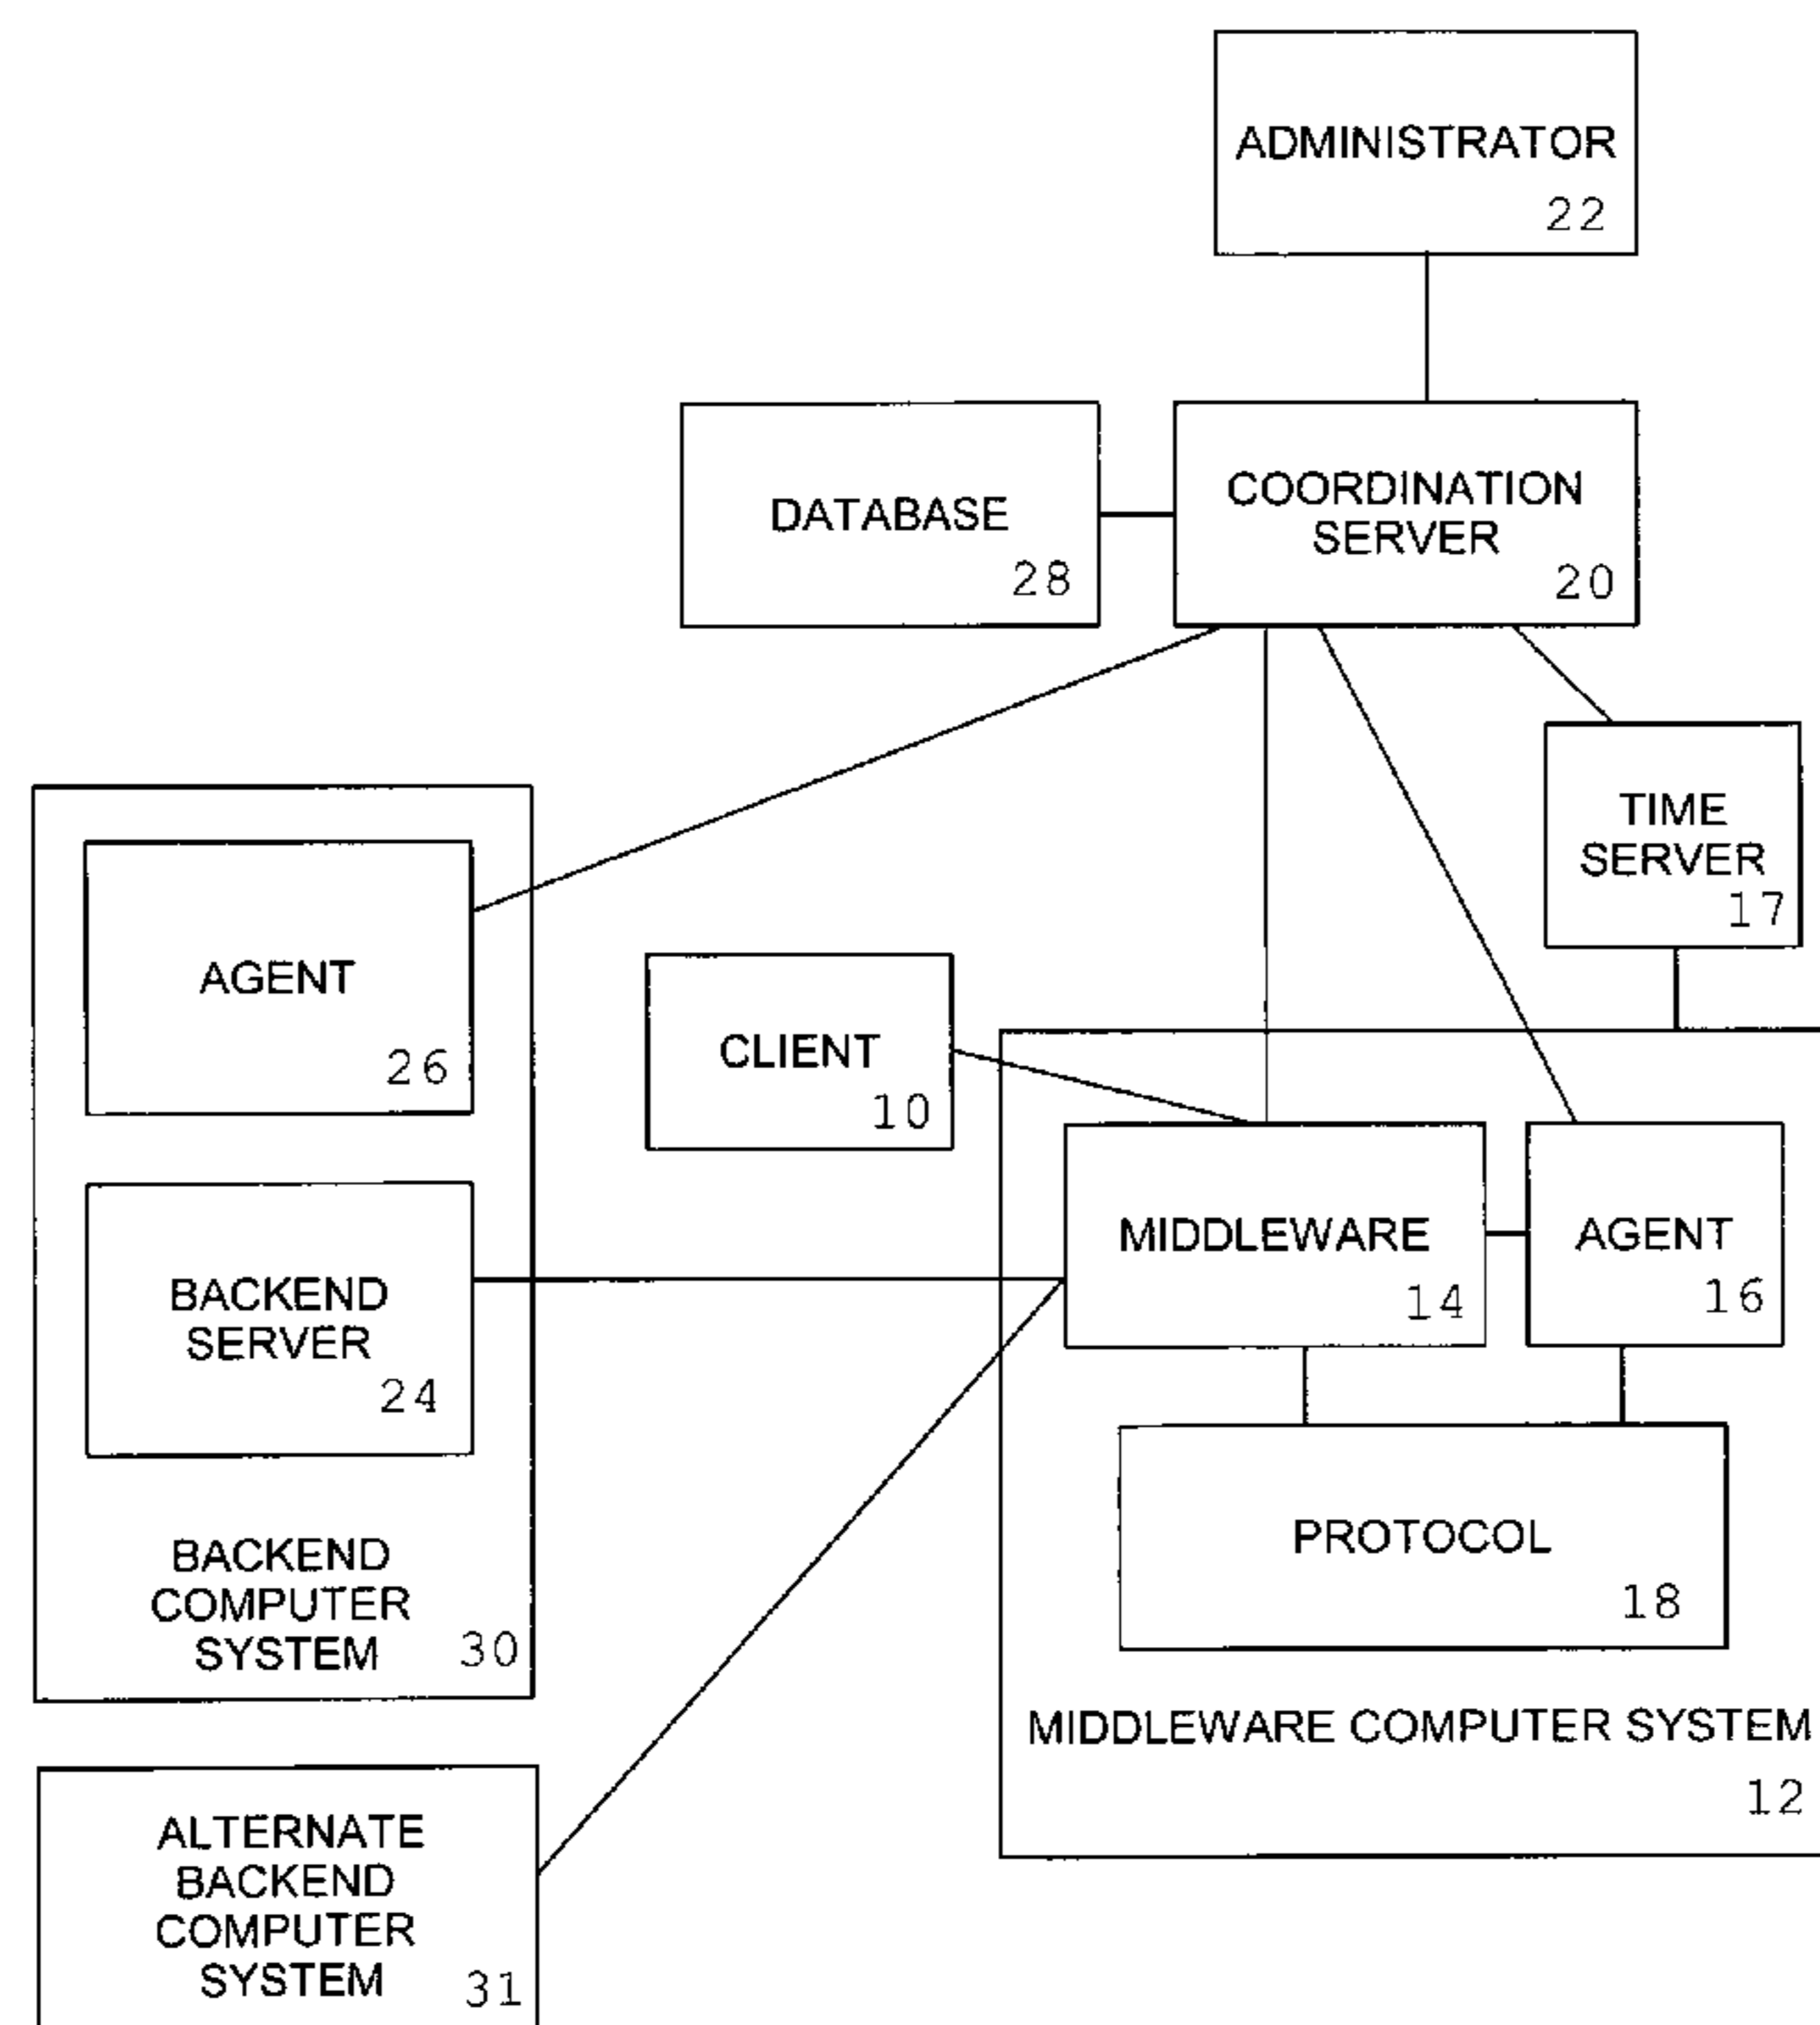 ADMINISTRATOR
22
DATABASE
28
COORDINATION
SERVER
20
TIME
SERVER
17
AGENT
26
CLIENT
10
MIDDLEWARE
14
AGENT
16
BACKEND
SERVER
24
PROTOCOL
18
BACKEND
COMPUTER
SYSTEM
30
MIDDLEWARE COMPUTER SYSTEM
12
ALTERNATE
BACKEND
COMPUTER
SYSTEM
31